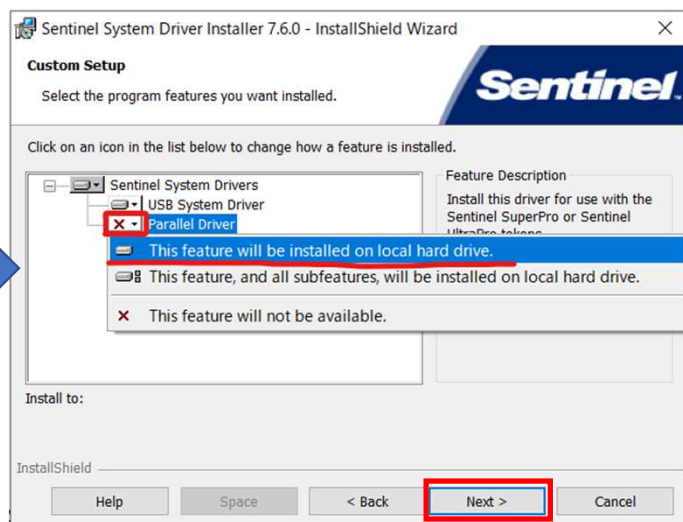 Sentinel System Driver Installer 7.6.0 - InstallShield Wizard
Custom Setup
Select the program features you want installed.
Sentinel.
Click on an icon in the list below to change how a feature is installed.
Sentinel System Drivers
USB System Driver
Parallel Driver
Feature Description
Install this driver for use with the
Sentinel SuperPro or Sentinel
UltraPro tokens
This feature will be installed on local hard drive.
This feature, and all subfeatures, will be installed on local hard drive.
This feature will not be available.
Install to:
InstallShield
Help
Space
< Back
Next >
Cancel